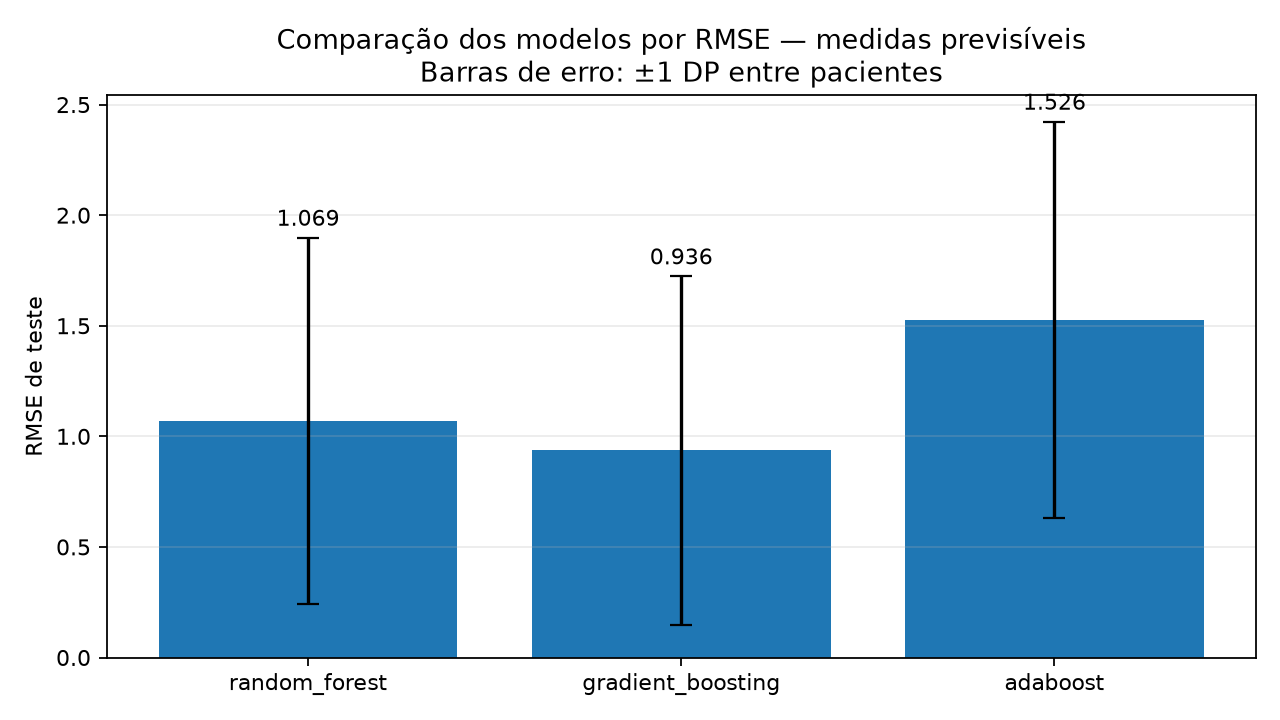 Comparação dos modelos por RMSE — medidas previsíveis
Barras de erro: ±1 DP entre pacientes
RMSE de teste
2.5
2.0
1.5
1.0
0.5
0.0
1.069
0.936
1.526
random_forest
gradient_boosting
adaboost